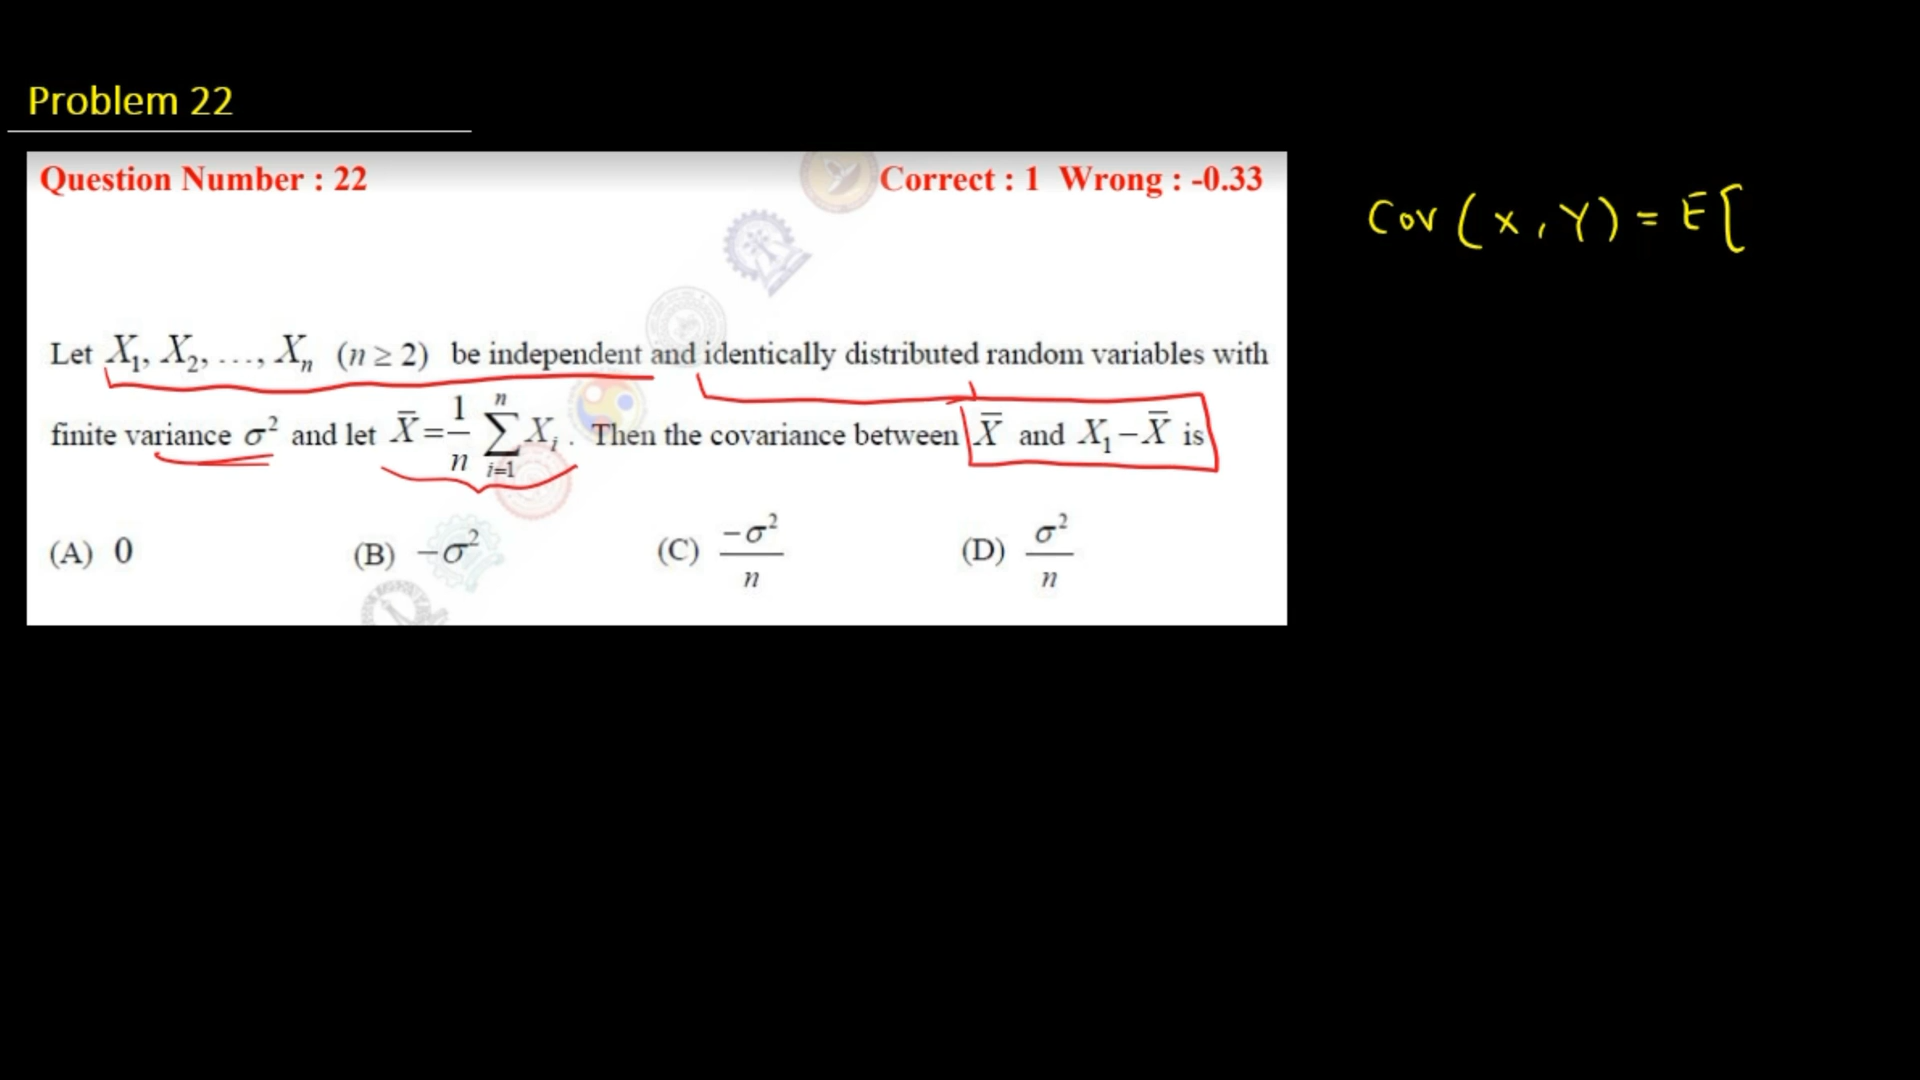 Problem 22
Question Number : 22 Correct : 1 Wrong : -0.33
Cov (X, Y) = E[
Let X₁, X₂, ..., Xₙ (n ≥ 2) be independent and identically distributed random variables with
finite variance σ² and let X̄ = 1/n ∑ᵢ₌₁ⁿ Xᵢ . Then the covariance between X̄ and X₁ − X̄ is
(A) 0 (B) −σ² (C) −σ²/n (D) σ²/n